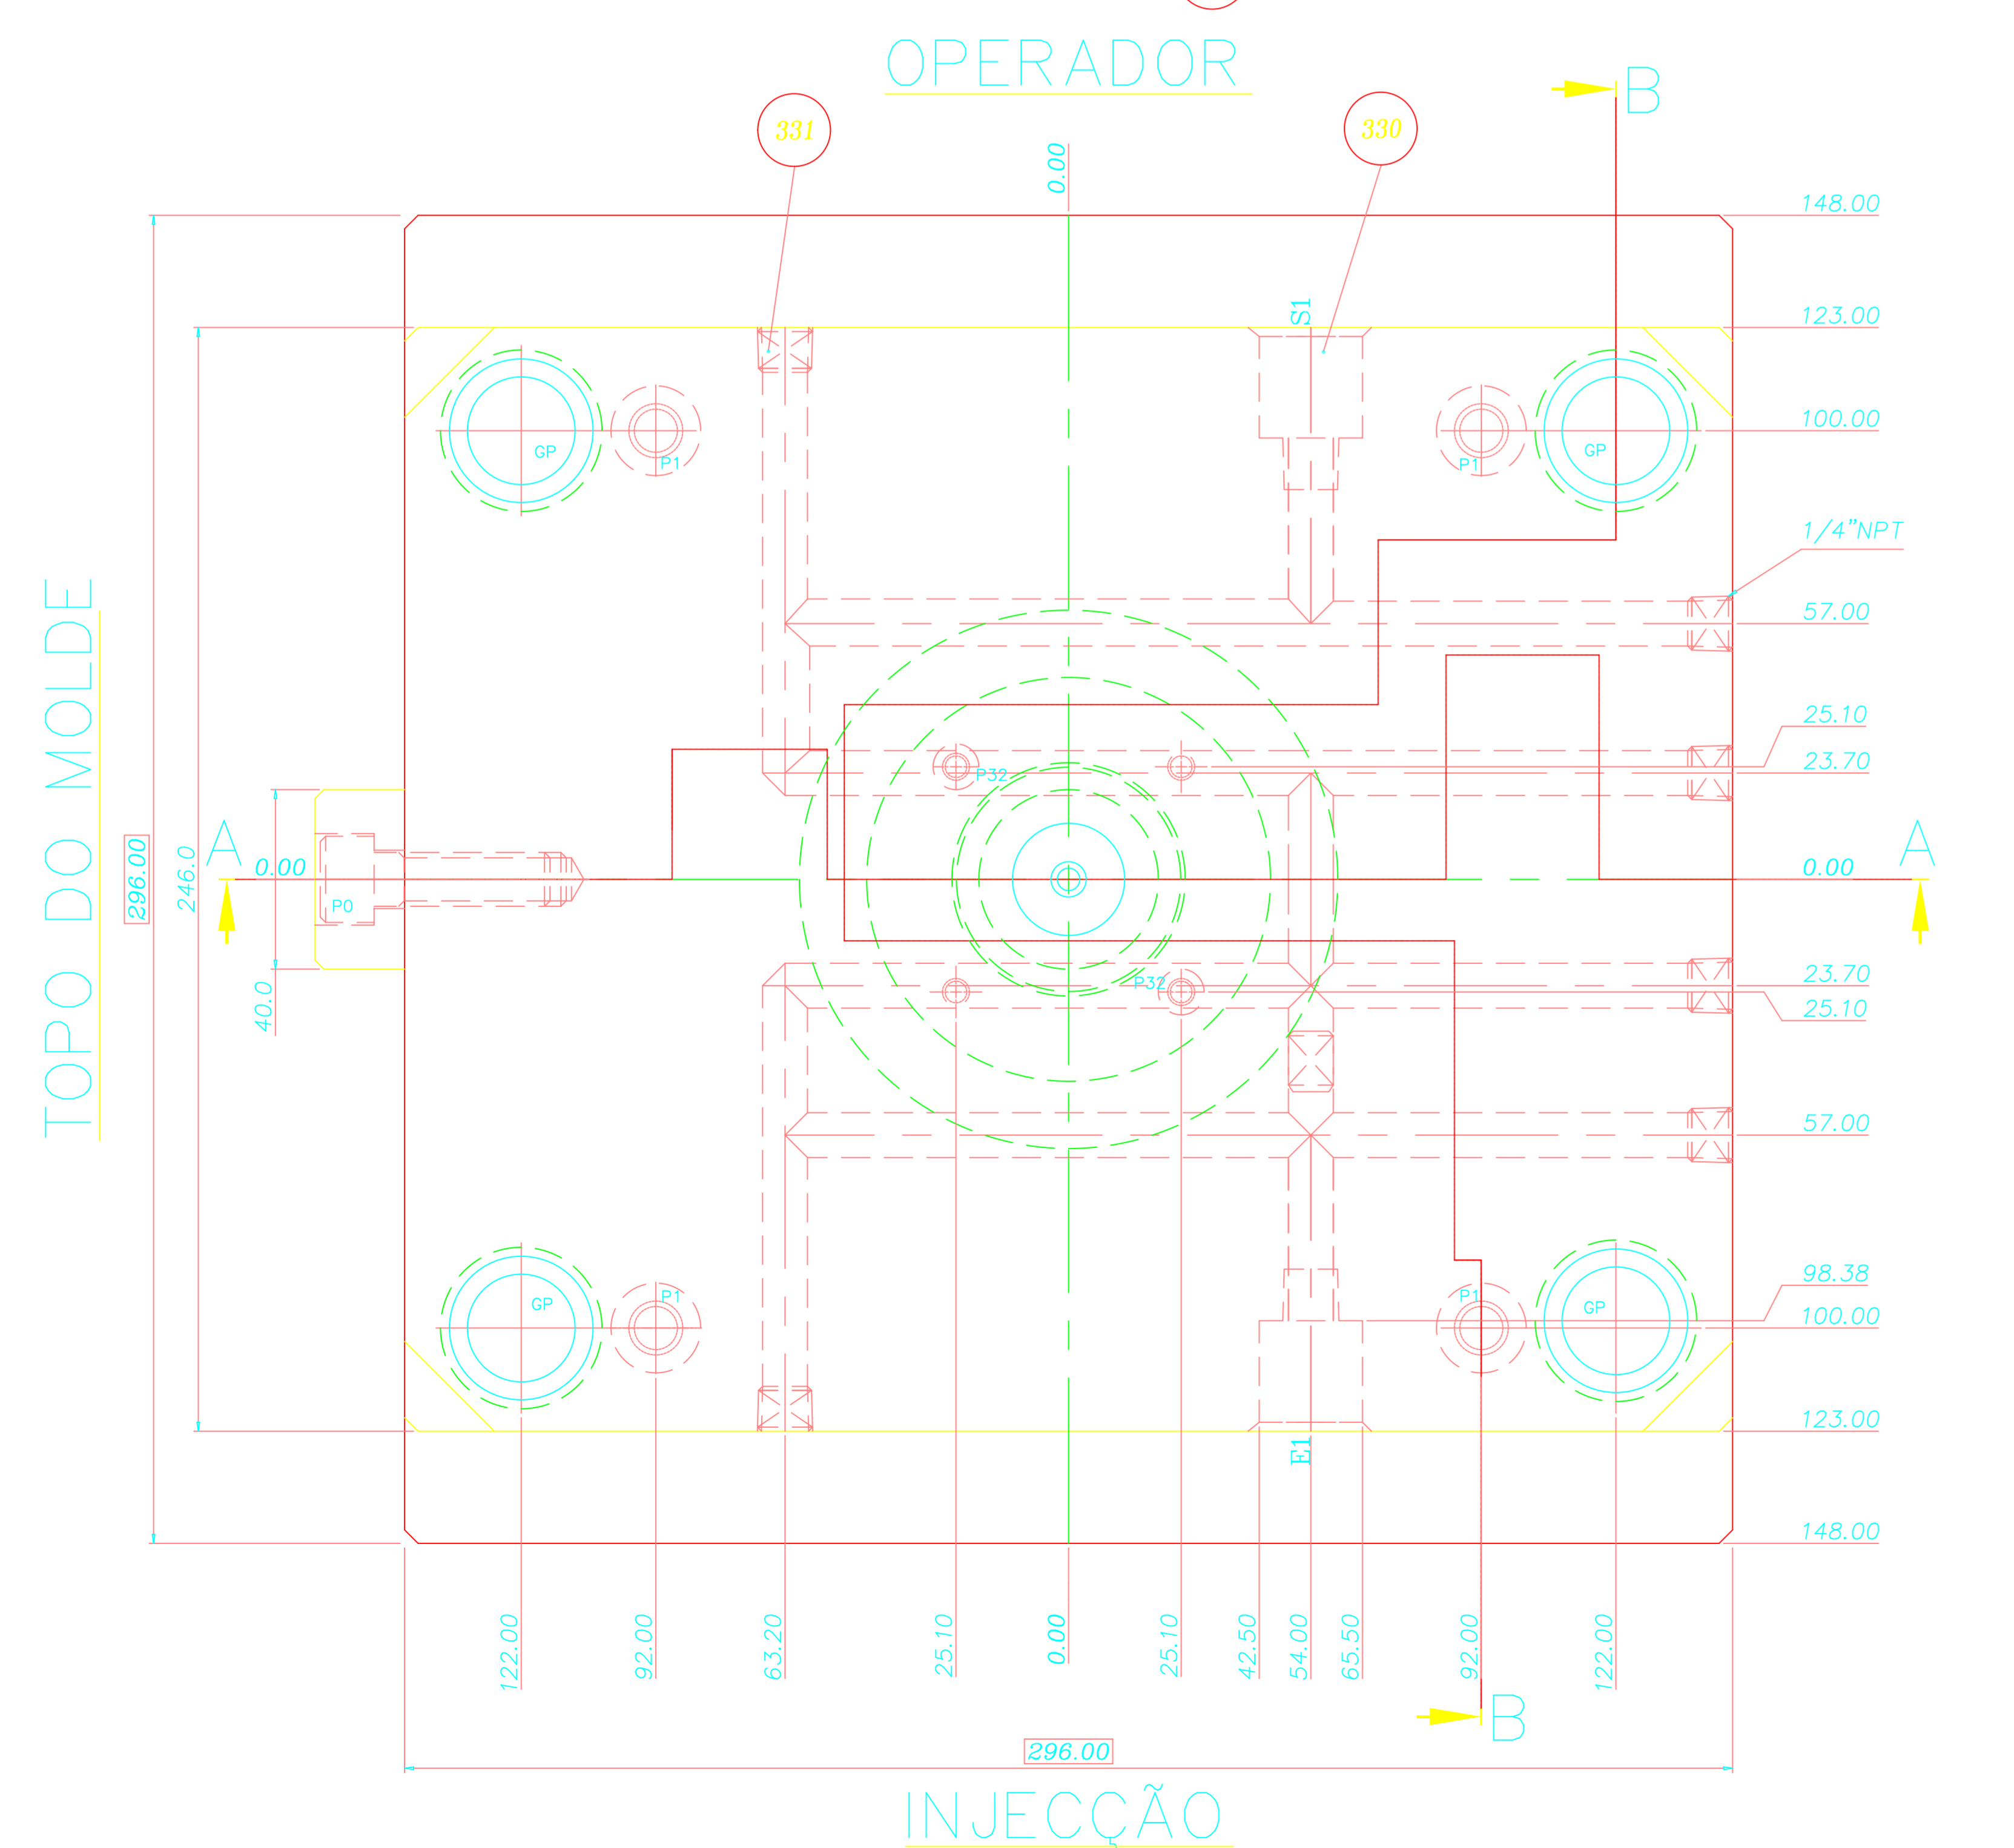 OPERADOR
B
331
330
0.00
148.00
S1
123.00
100.00
GP
P1
P1
GP
1/4"NPT
57.00
25.10
23.70
P32
TOPO DO MOLDE
296.00
246.0
A
0.00
P0
40.0
0.00
A
P32
23.70
25.10
57.00
98.38
100.00
GP
P1
P1
GP
123.00
E1
148.00
122.00
92.00
63.20
25.10
0.00
25.10
42.50
54.00
65.50
92.00
122.00
B
296.00
INJECÇÃO